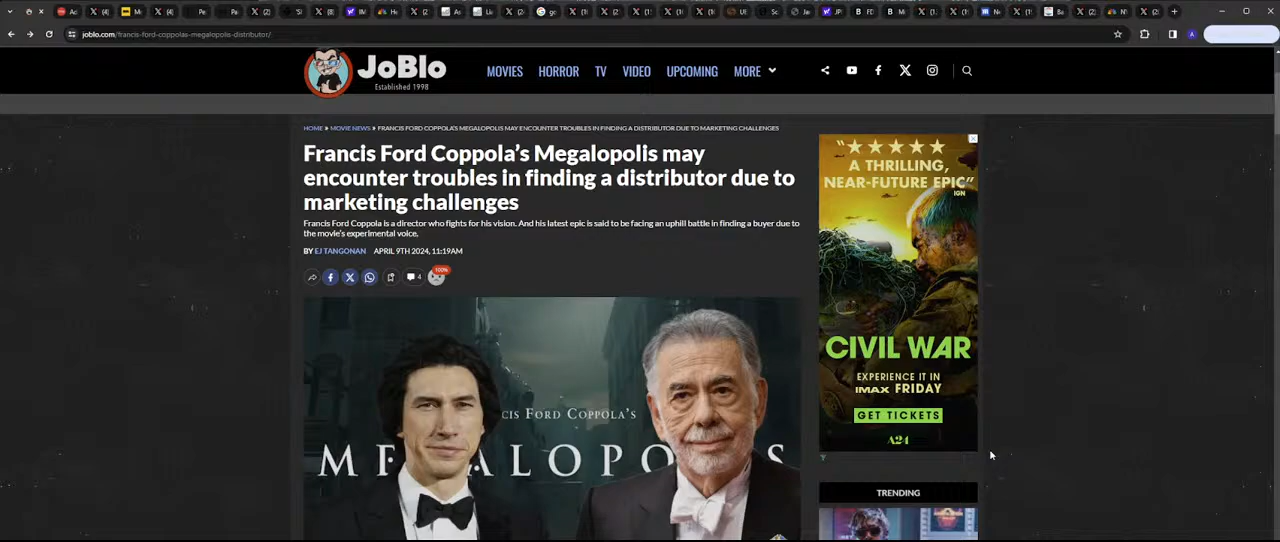 joblo.com/francis-ford-coppolas-megalopolis-distributor/
JoBlo
Established 1998
MOVIES
HORROR
TV
VIDEO
UPCOMING
MORE
HOME » MOVIE NEWS » FRANCIS FORD COPPOLA'S MEGALOPOLIS MAY ENCOUNTER TROUBLES IN FINDING A DISTRIBUTOR DUE TO MARKETING CHALLENGES
Francis Ford Coppola's Megalopolis may
encounter troubles in finding a distributor due to
marketing challenges
Francis Ford Coppola is a director who fights for his vision. And his latest epic is said to be facing an uphill battle in finding a buyer due to
the movie's experimental voice.
BY EJ TANGONAN APRIL 9TH 2024, 11:19AM
4
100%
CIS FORD COPPOLA'S
"★★★★★
A THRILLING,
NEAR-FUTURE EPIC"
IGN
CIVIL WAR
EXPERIENCE IT IN
IMAX FRIDAY
GET TICKETS
A24
TRENDING